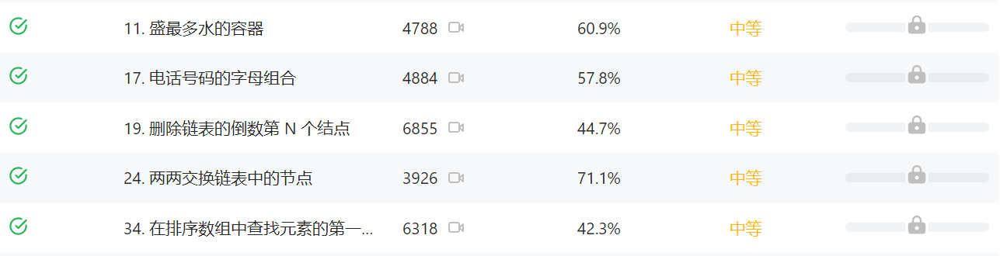 11. 盛最多水的容器 4788 60.9% 中等
17. 电话号码的字母组合 4884 57.8% 中等
19. 删除链表的倒数第 N 个结点 6855 44.7% 中等
24. 两两交换链表中的节点 3926 71.1% 中等
34. 在排序数组中查找元素的第一... 6318 42.3% 中等